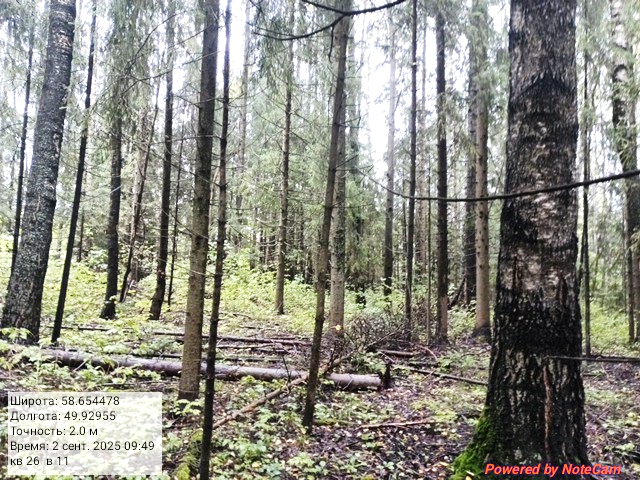 Широта: 58.654478
Долгота: 49.92955
Точность: 2.0 м
Время: 2 сент. 2025 09:49
кв 26 в 11
Powered by NoteCam